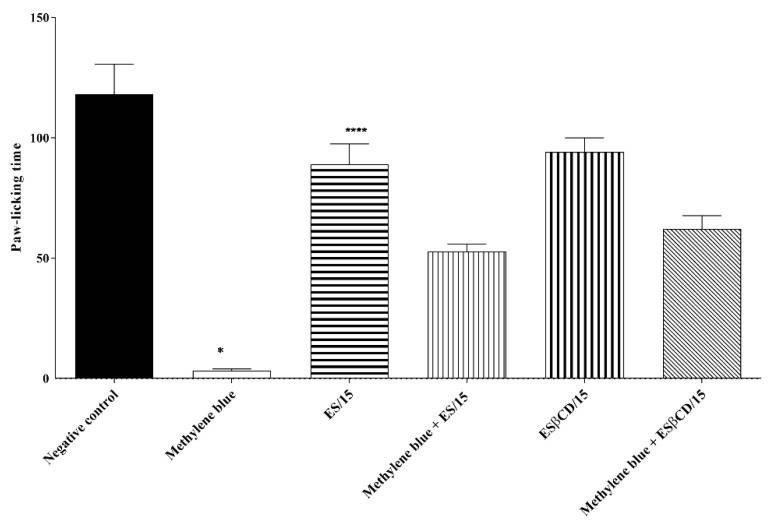 150
100
50
0
Paw-licking time
*
****
Negative control
Methylene blue
ES/15
Methylene blue + ES/15
ESβCD/15
Methylene blue + ESβCD/15